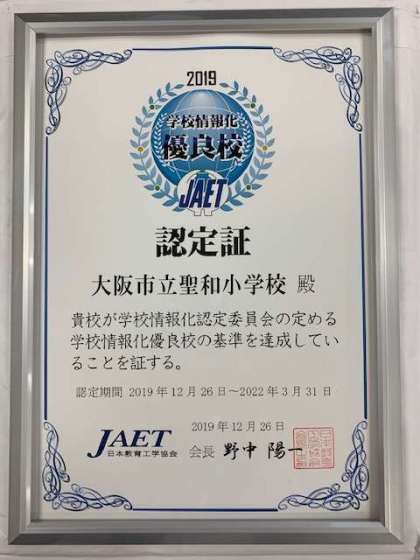 2019
学校情報化
優良校
JAET
認定証
大阪市立聖和小学校 殿
貴校が学校情報化認定委員会の定める
学校情報化優良校の基準を達成してい
ることを証する。
認定期間 2019年12月26日～2022年3月31日
2019年12月26日
JAET
日本教育工学協会
会長 野中 陽一